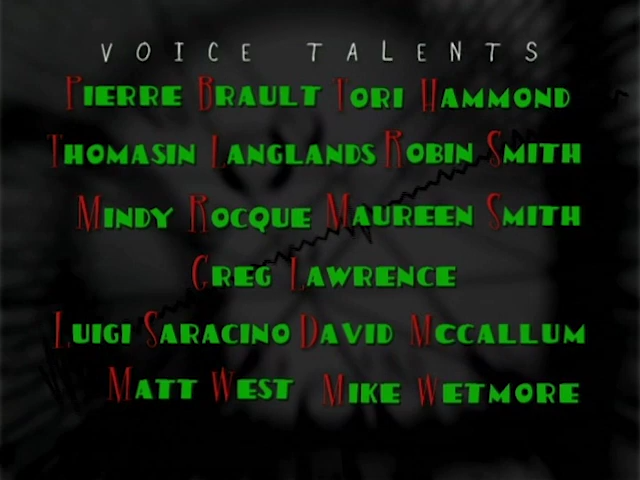 VOICE TALENTS
PIERRE BRAULT TORI HAMMOND
THOMASIN LANGLANDS ROBIN SMITH
MINDY ROCQUE MAUREEN SMITH
GREG LAWRENCE
LUIGI SARACINO DAVID MCCALLUM
MATT WEST MIKE WETMORE